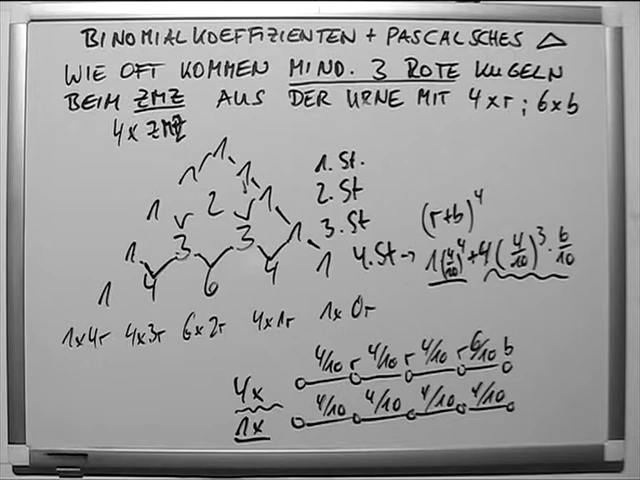 BINOMIALKOEFFIZIENTEN + PASCALSCHES △
WIE OFT KOMMEN MIND. 3 ROTE KUGELN
BEIM ZMZ AUS DER URNE MIT 4xr; 6xb
4x ZMZ
1
1 1 1. St.
1 2 1 2. St
1 3 3 1 3. St (r+b)^4
1 4 6 4 1 4. St → 1(4/10)^4 + 4(4/10)^3 · 6/10
1x4r 4x3r 6x2r 4x1r 1x0r
4x 4/10 r 4/10 r 4/10 r 6/10 b
1x 4/10 4/10 4/10 4/10